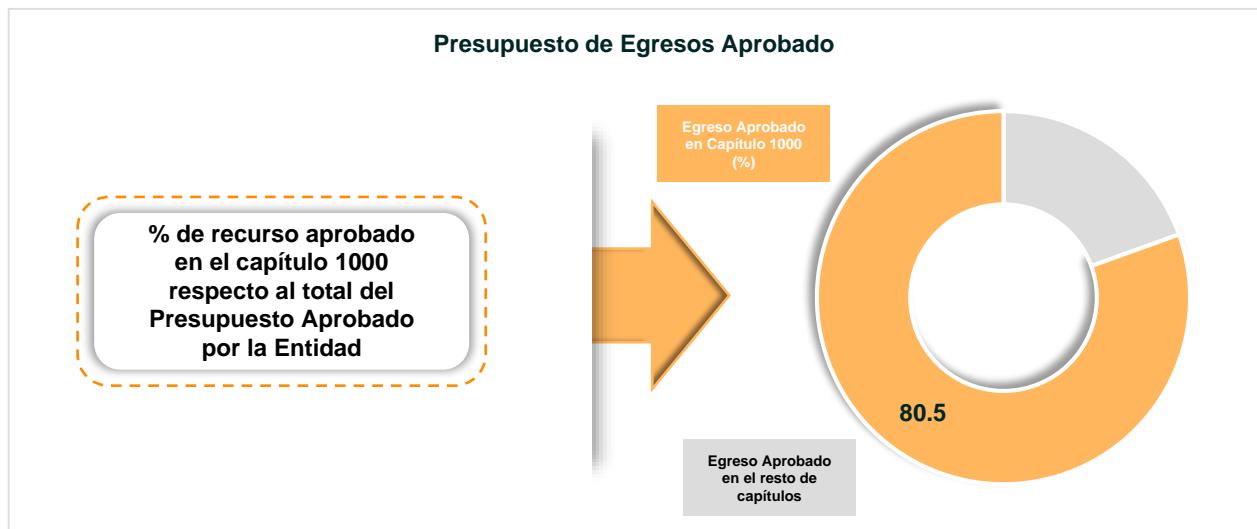 Presupuesto de Egresos Aprobado
Egreso Aprobado
en Capítulo 1000
(%)
% de recurso aprobado
en el capítulo 1000
respecto al total del
Presupuesto Aprobado
por la Entidad
80.5
Egreso Aprobado
en el resto de
capítulos